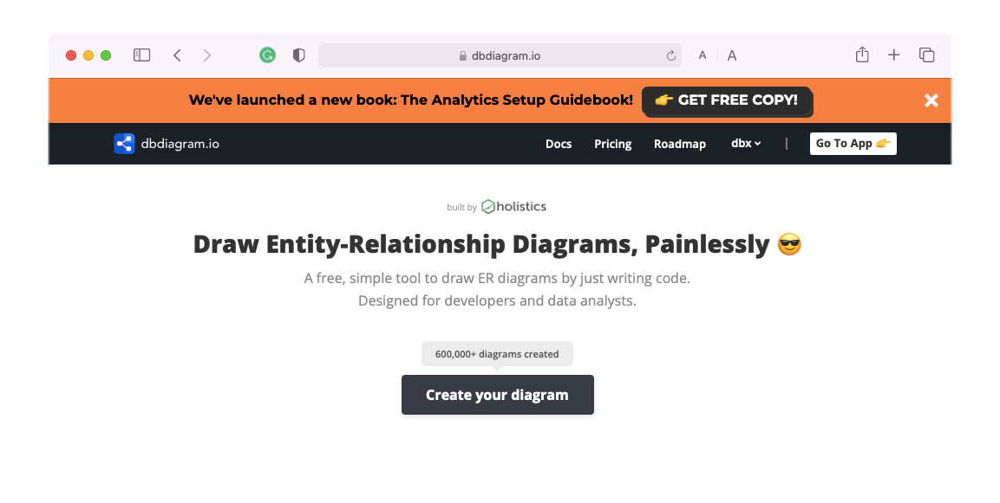 dbdiagram.io
A A
We've launched a new book: The Analytics Setup Guidebook! 👉 GET FREE COPY!
dbdiagram.io Docs Pricing Roadmap dbx | Go To App 👉
built by holistics
Draw Entity-Relationship Diagrams, Painlessly 😎
A free, simple tool to draw ER diagrams by just writing code.
Designed for developers and data analysts.
600,000+ diagrams created
Create your diagram